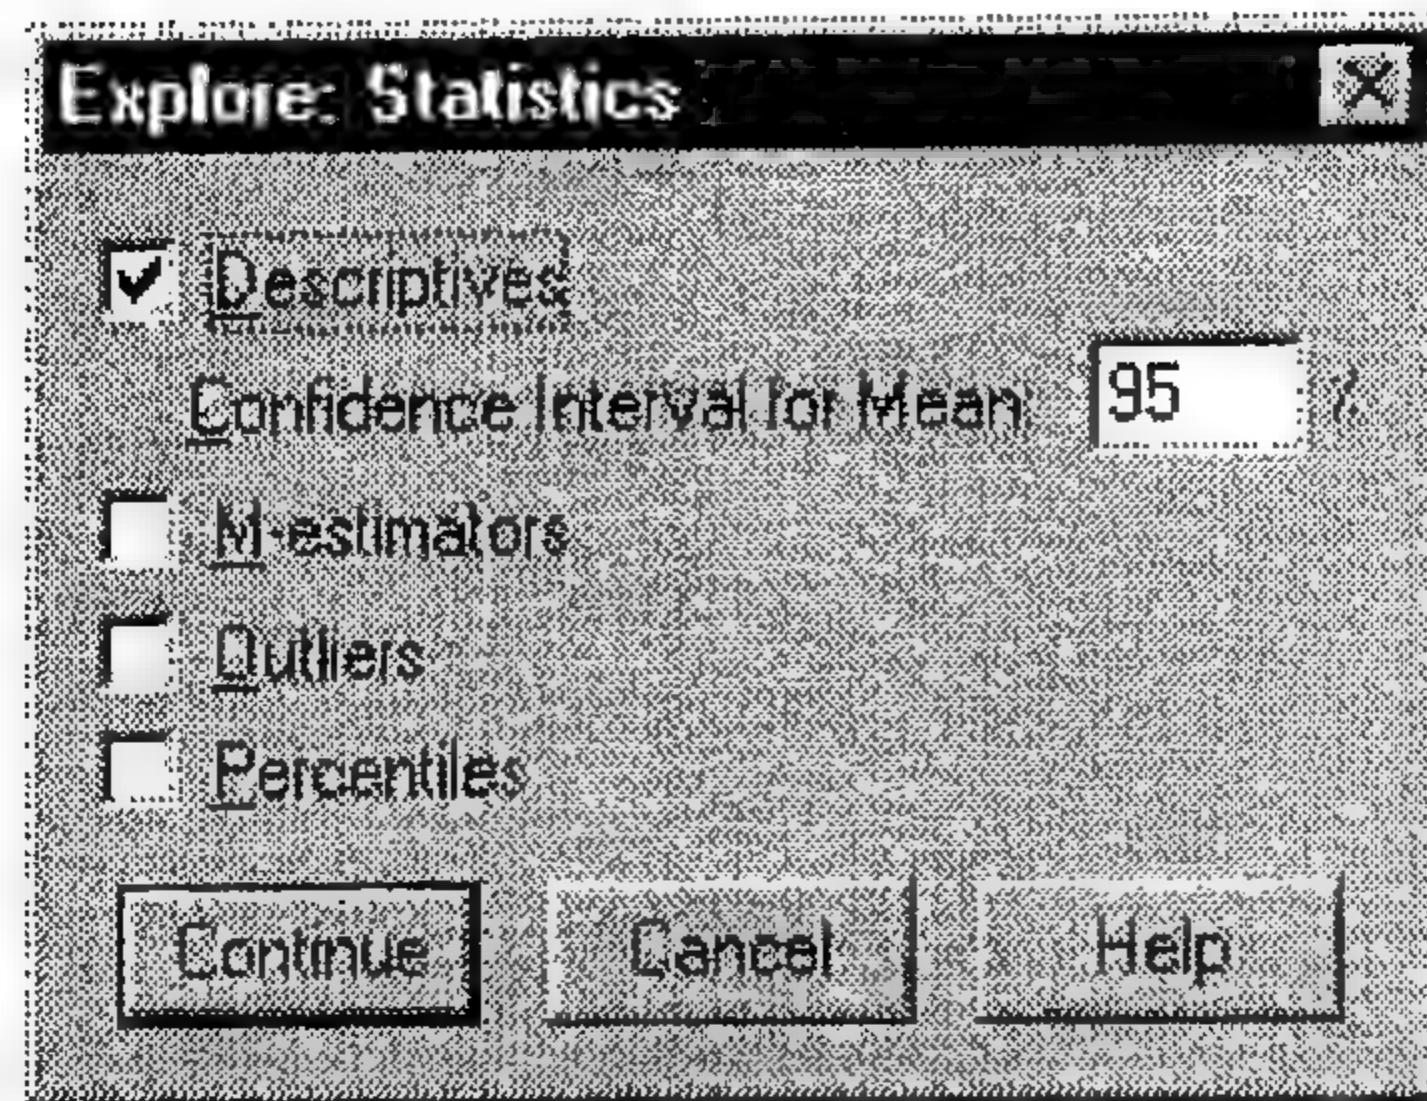 Explore: Statistics
Descriptives
Confidence Interval for Mean: 95 %
M-estimators
Outliers
Percentiles
Continue Cancel Help